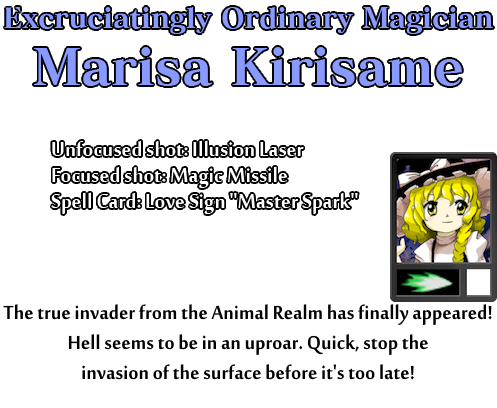 Excruciatingly Ordinary Magician
Marisa Kirisame
Unfocused shot: Illusion Laser
Focused shot: Magic Missile
Spell Card: Love Sign "Master Spark"
The true invader from the Animal Realm has finally appeared!
Hell seems to be in an uproar. Quick, stop the
invasion of the surface before it's too late!